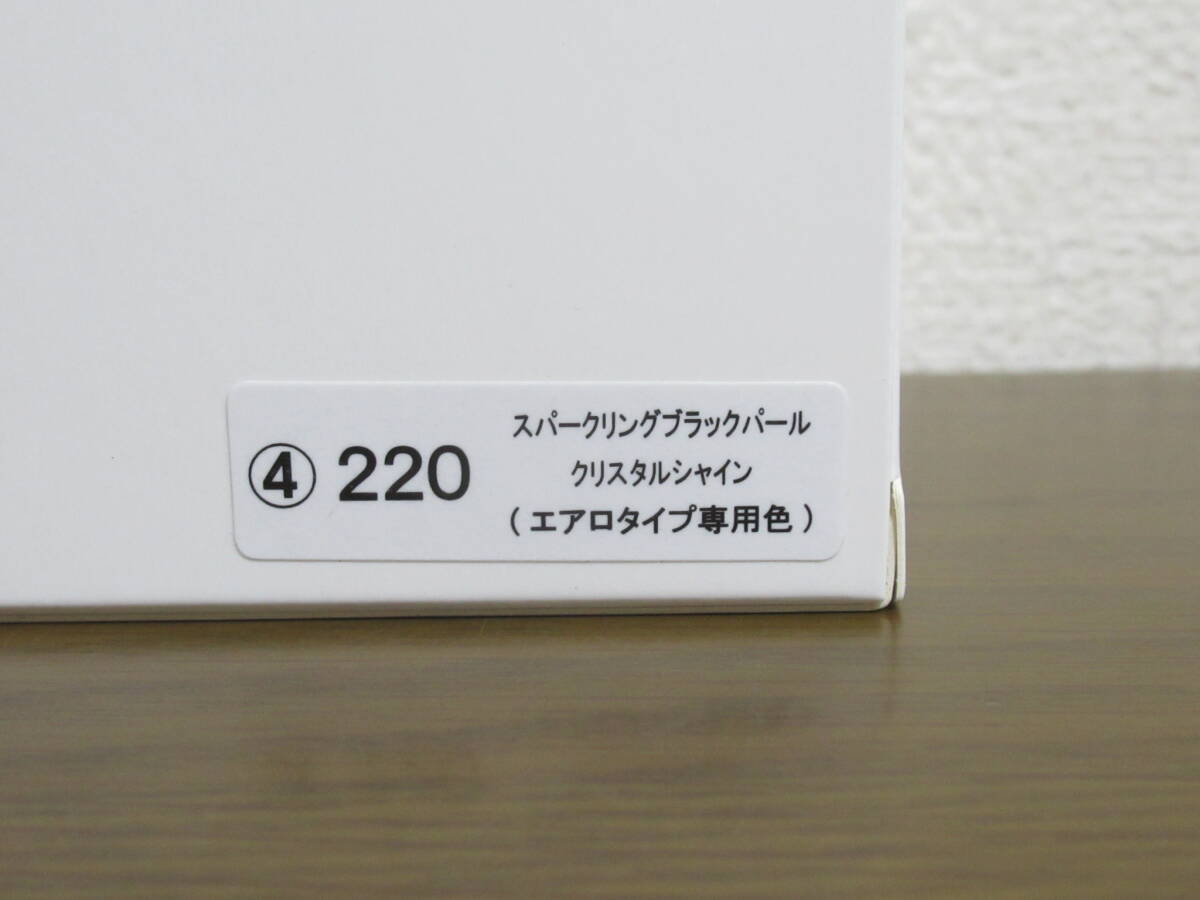 ④ 220
スパークリングブラックパール
クリスタルシャイン
(エアロタイプ専用色)